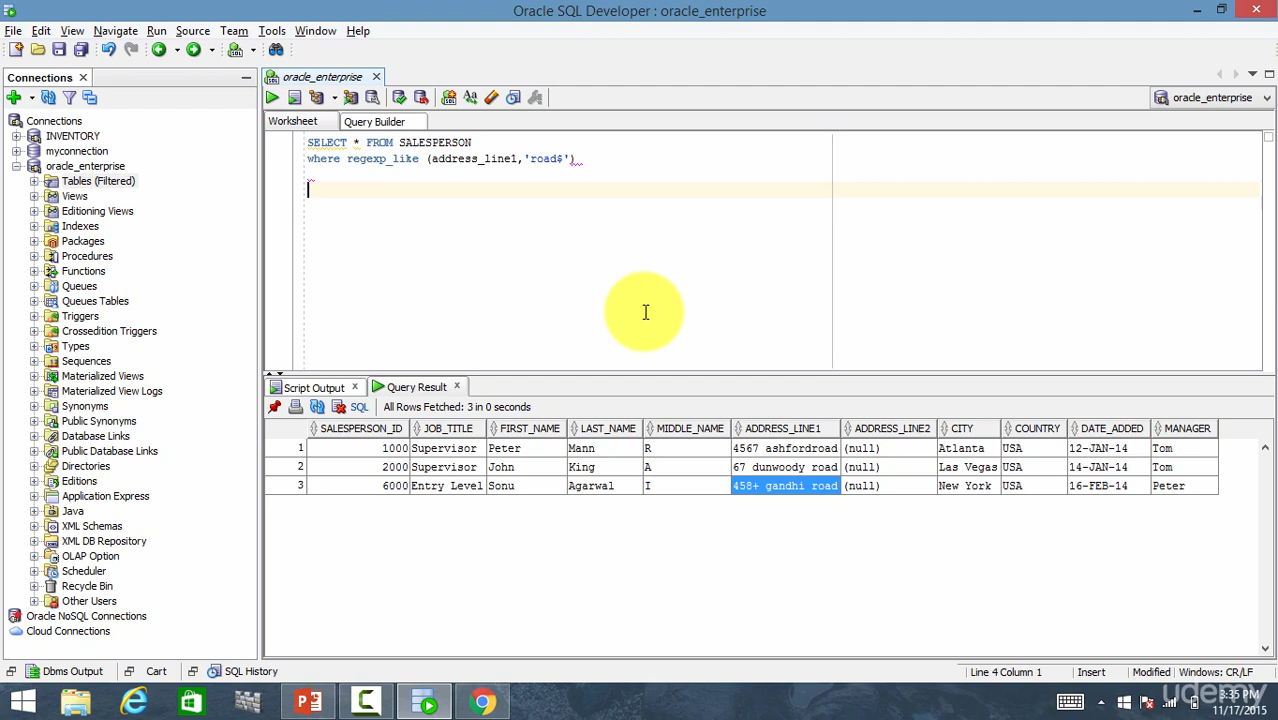 Oracle SQL Developer : oracle_enterprise
File Edit View Navigate Run Source Team Tools Window Help
Connections
oracle_enterprise
oracle_enterprise
Worksheet Query Builder
Connections
INVENTORY
myconnection
oracle_enterprise
Tables (Filtered)
Views
Editioning Views
Indexes
Packages
Procedures
Functions
Queues
Queues Tables
Triggers
Crossedition Triggers
Types
Sequences
Materialized Views
Materialized View Logs
Synonyms
Public Synonyms
Database Links
Public Database Links
Directories
Editions
Application Express
Java
XML Schemas
XML DB Repository
OLAP Option
Scheduler
Recycle Bin
Other Users
Oracle NoSQL Connections
Cloud Connections
SELECT * FROM SALESPERSON
where regexp_like (address_line1,'road$')
Script Output Query Result
SQL All Rows Fetched: 3 in 0 seconds
SALESPERSON_ID JOB_TITLE FIRST_NAME LAST_NAME MIDDLE_NAME ADDRESS_LINE1 ADDRESS_LINE2 CITY COUNTRY DATE_ADDED MANAGER
1 1000 Supervisor Peter Mann R 4567 ashfordroad (null) Atlanta USA 12-JAN-14 Tom
2 2000 Supervisor John King A 67 dunwoody road (null) Las Vegas USA 14-JAN-14 Tom
3 6000 Entry Level Sonu Agarwal I 458+ gandhi road (null) New York USA 16-FEB-14 Peter
Dbms Output Cart SQL History
Line 4 Column 1 Insert Modified Windows: CR/LF
3:35 PM
11/17/2015
udemy